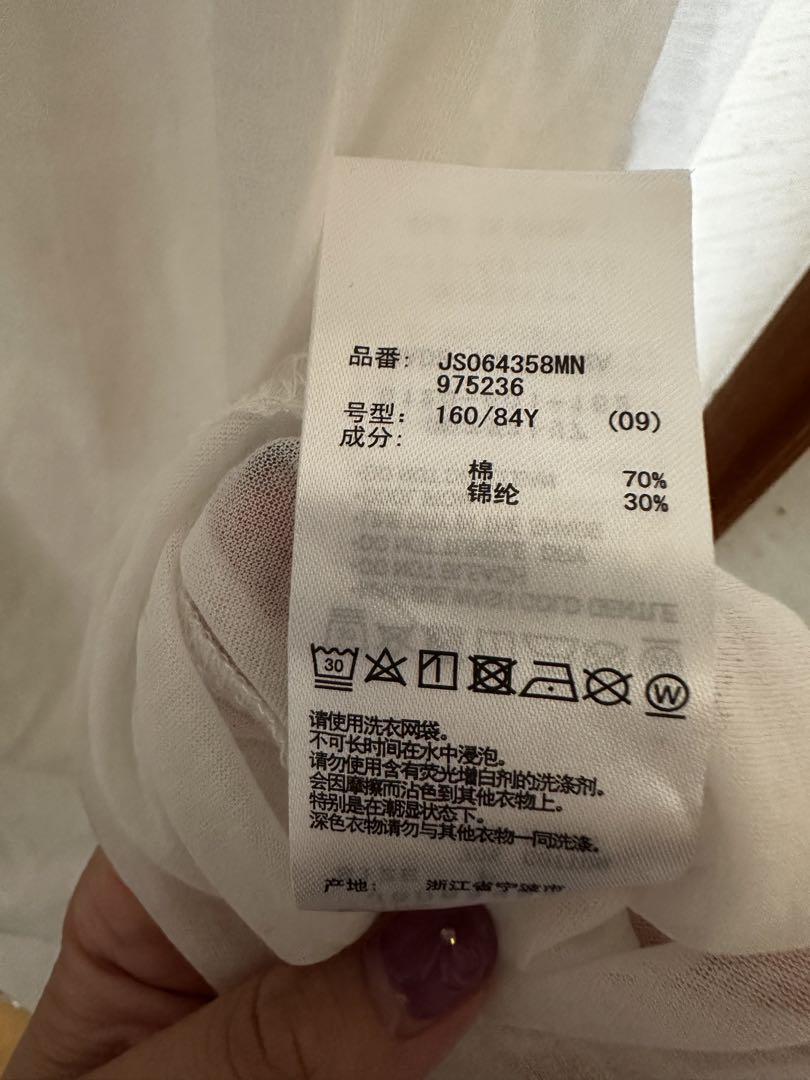 品番: JS064358MN
975236
号型: 160/84Y (09)
成分:
棉 70%
锦纶 30%
30
W
请使用洗衣网袋。
不可长时间在水中浸泡。
请勿使用含有荧光增白剂的洗涤剂。
会因摩擦而沾色到其他衣物上。
特别是在潮湿状态下。
深色衣物请勿与其他衣物一同洗涤。
产地: 浙江省宁波市